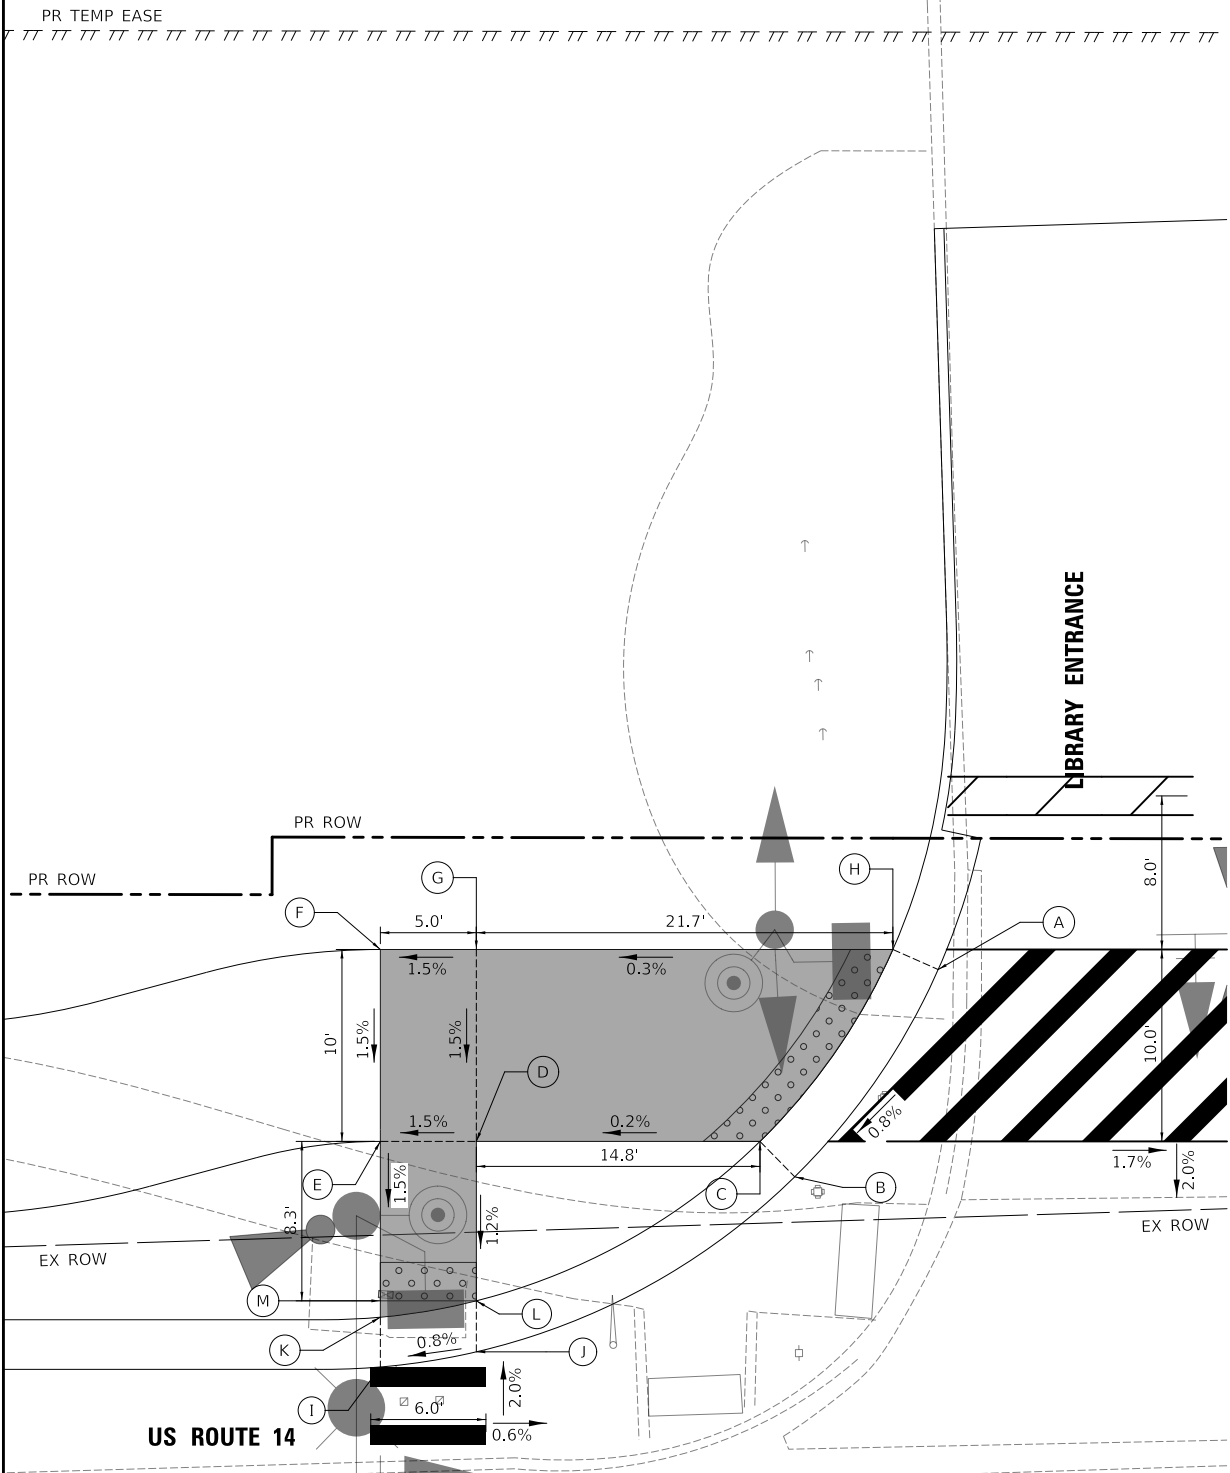 PR TEMP EASE
LIBRARY ENTRANCE
PR ROW
PR ROW
G
H
F
A
8.0'
5.0'
21.7'
1.5%
0.3%
10'
1.5%
1.5%
10.0'
D
1.5%
0.2%
0.8%
14.8'
1.7%
2.0%
E
1.5%
C
B
8.3'
1.2%
EX ROW
EX ROW
M
L
K
0.8%
J
2.0%
I
6.0'
0.6%
US ROUTE 14